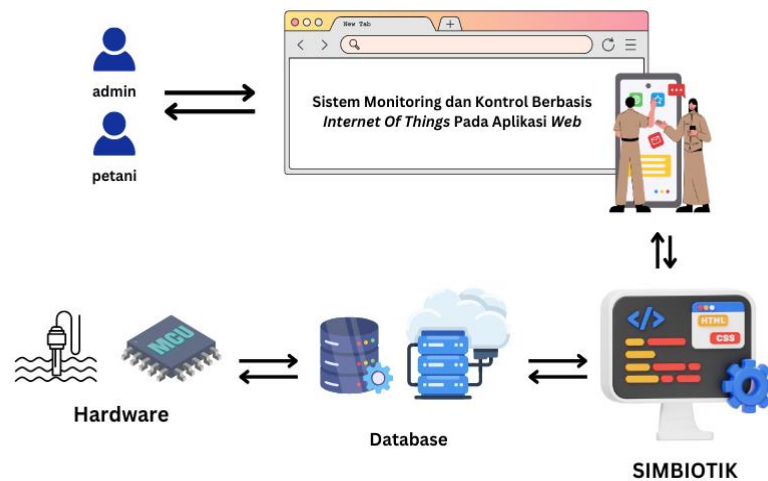 New Tab
admin
petani
Sistem Monitoring dan Kontrol Berbasis
Internet Of Things Pada Aplikasi Web
MCU
Hardware
Database
</>
HTML
CSS
SIMBIOTIK